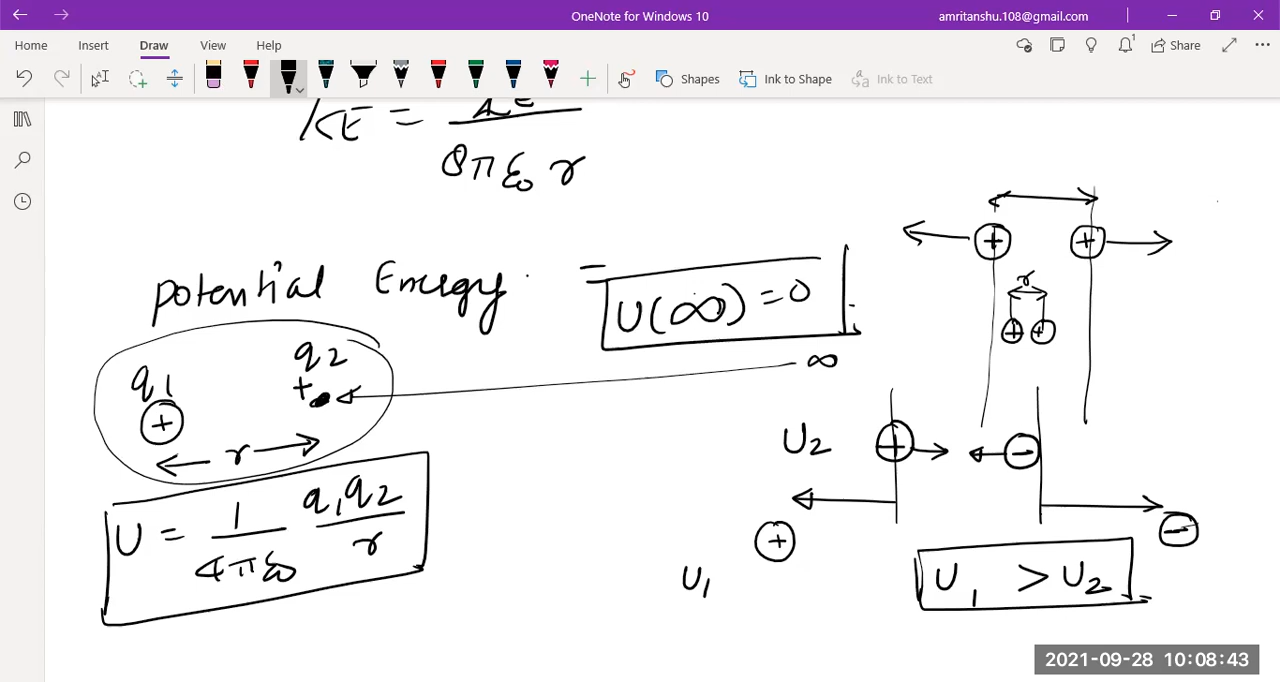 OneNote for Windows 10
amritanshu.108@gmail.com
Home Insert Draw View Help
Share
Shapes Ink to Shape Ink to Text
KE =
8πε₀ r
potential Energy = U(∞) = 0
∞
q1 q2
+ +
r
U = 1/4πε₀ q1q2/r
+ +
r
+ +
U2 + -
+ -
U1
U1 > U2
2021-09-28 10:08:43